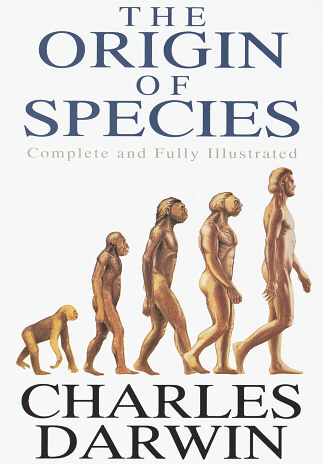 THE
ORIGIN
OF
SPECIES
Complete and Fully Illustrated
CHARLES
DARWIN